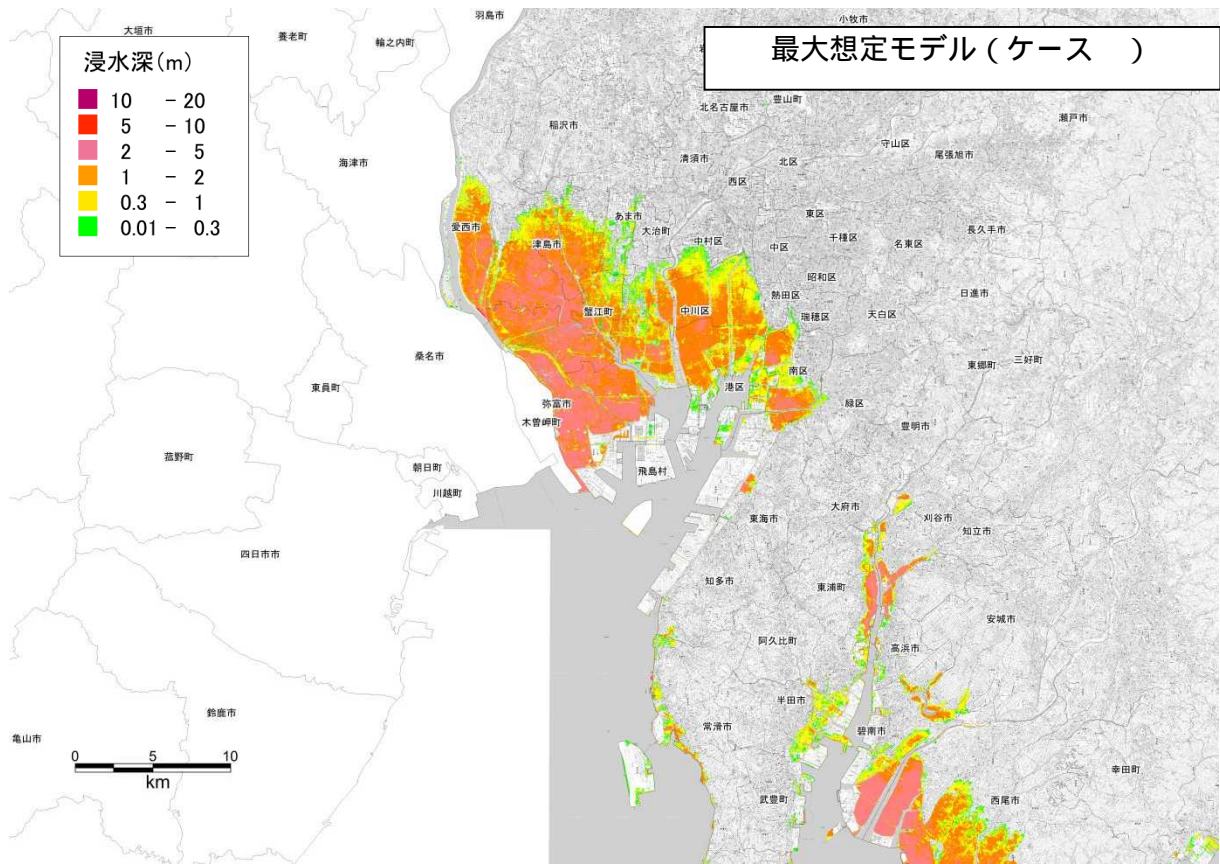 最大想定モデル(ケース　)
浸水深(m)
10 - 20
5 - 10
2 - 5
1 - 2
0.3 - 1
0.01 - 0.3
羽島市
小牧市
大垣市
養老町
輪之内町
豊山町
北名古屋市
瀬戸市
稲沢市
守山区
尾張旭市
海津市
清須市
北区
西区
あま市
東区
愛西市
大治町
中村区
千種区
長久手市
津島市
中区
名東区
昭和区
熱田区
日進市
蟹江町
中川区
瑞穂区
天白区
桑名市
三好町
東郷町
南区
東員町
港区
弥富市
緑区
木曽岬町
豊明市
菰野町
朝日町
飛島村
川越町
大府市
東海市
刈谷市
知立市
四日市市
知多市
東浦町
安城市
阿久比町
高浜市
半田市
鈴鹿市
常滑市
碧南市
亀山市
幸田町
武豊町
西尾市
0 5 10
km